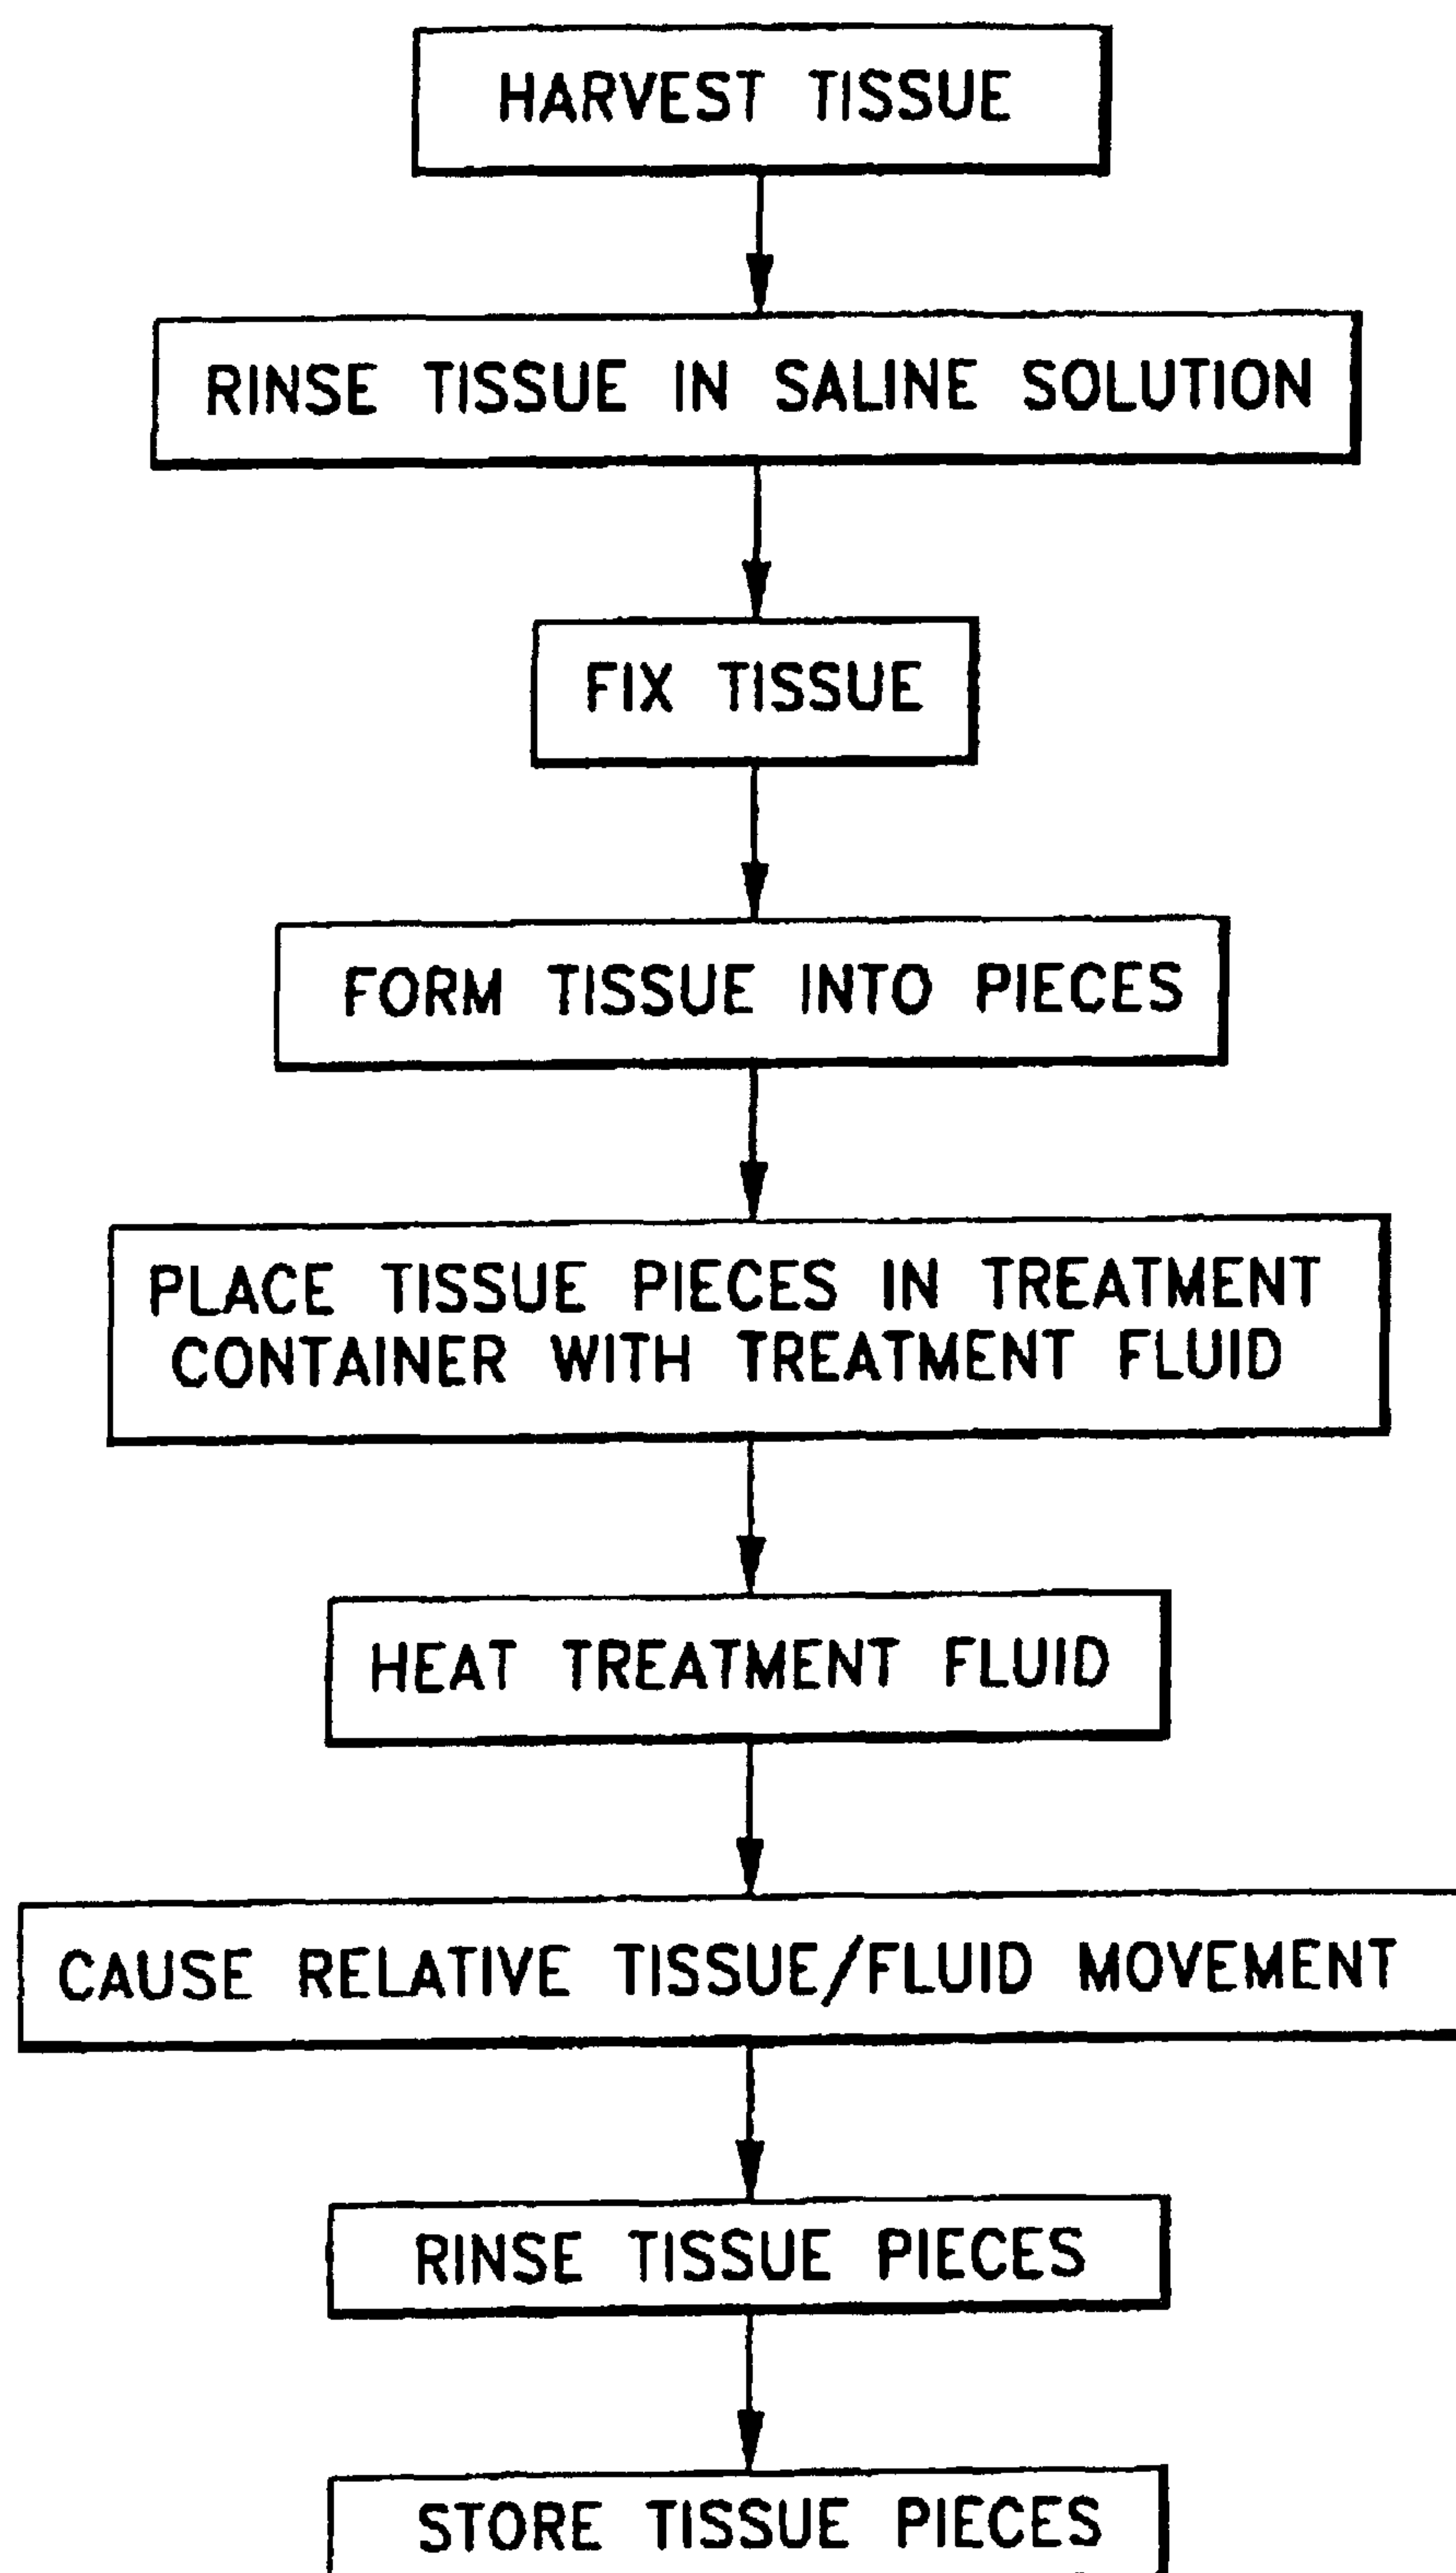 HARVEST TISSUE
RINSE TISSUE IN SALINE SOLUTION
FIX TISSUE
FORM TISSUE INTO PIECES
PLACE TISSUE PIECES IN TREATMENT
CONTAINER WITH TREATMENT FLUID
HEAT TREATMENT FLUID
CAUSE RELATIVE TISSUE/FLUID MOVEMENT
RINSE TISSUE PIECES
STORE TISSUE PIECES